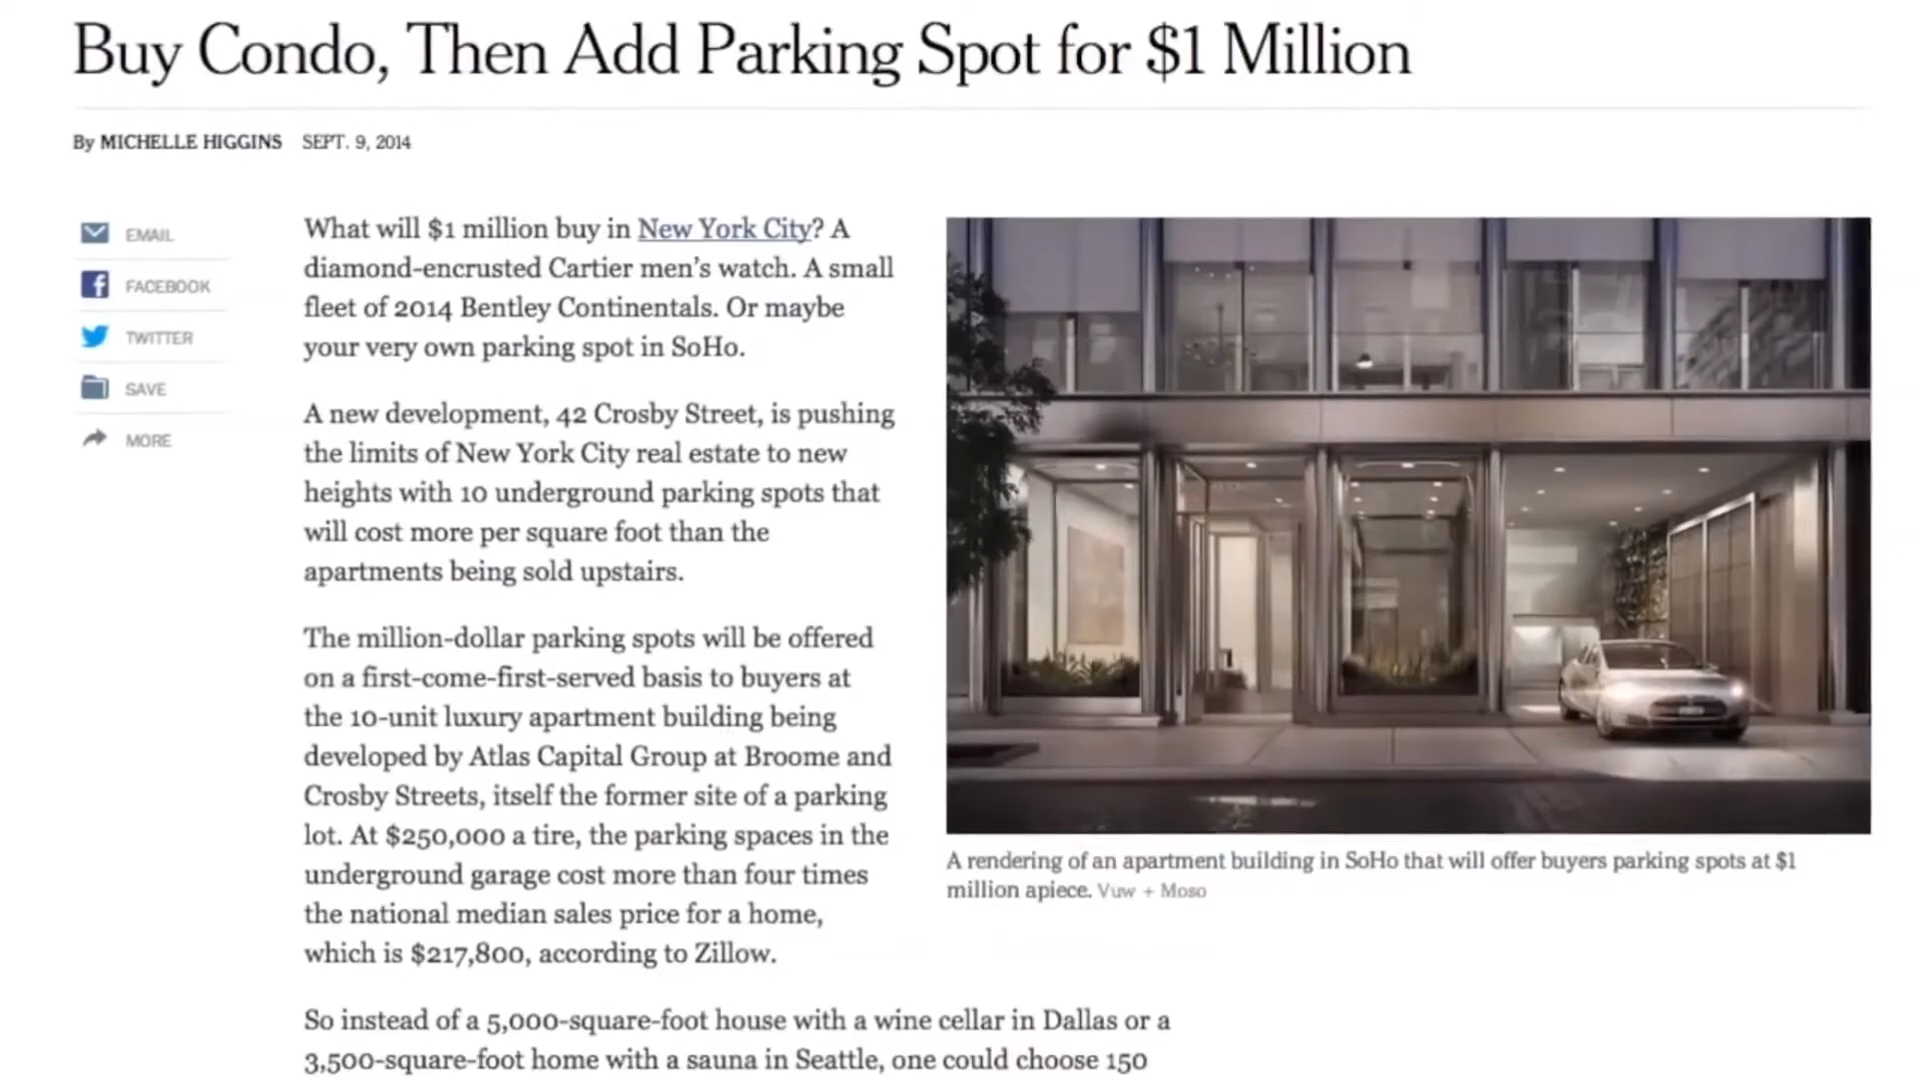 Buy Condo, Then Add Parking Spot for $1 Million
By MICHELLE HIGGINS SEPT. 9, 2014
EMAIL
FACEBOOK
TWITTER
SAVE
MORE
What will $1 million buy in New York City? A
diamond-encrusted Cartier men's watch. A small
fleet of 2014 Bentley Continentals. Or maybe
your very own parking spot in SoHo.
A new development, 42 Crosby Street, is pushing
the limits of New York City real estate to new
heights with 10 underground parking spots that
will cost more per square foot than the
apartments being sold upstairs.
The million-dollar parking spots will be offered
on a first-come-first-served basis to buyers at
the 10-unit luxury apartment building being
developed by Atlas Capital Group at Broome and
Crosby Streets, itself the former site of a parking
lot. At $250,000 a tire, the parking spaces in the
underground garage cost more than four times
the national median sales price for a home,
which is $217,800, according to Zillow.
So instead of a 5,000-square-foot house with a wine cellar in Dallas or a
3,500-square-foot home with a sauna in Seattle, one could choose 150
A rendering of an apartment building in SoHo that will offer buyers parking spots at $1
million apiece. Vuw + Moso